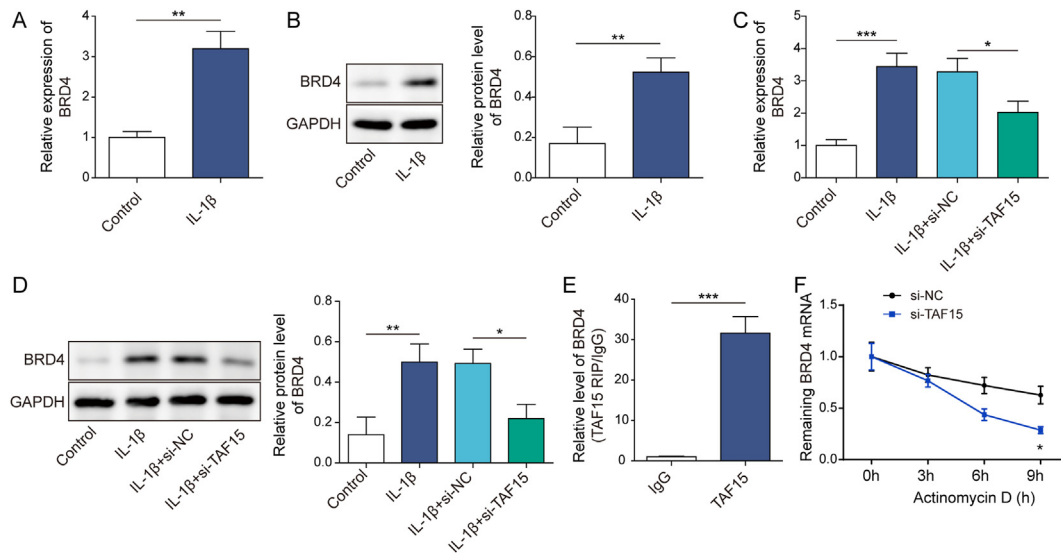 A
Relative expression of
BRD4
4
3
2
1
0
**
Control
IL-1β
B
BRD4
GAPDH
Control
IL-1β
Relative protein level
of BRD4
0.8
0.6
0.4
0.2
0.0
**
Control
IL-1β
C
Relative expression of
BRD4
5
4
3
2
1
0
***
*
Control
IL-1β
IL-1β+si-NC
IL-1β+si-TAF15
D
BRD4
GAPDH
Control
IL-1β
IL-1β+si-NC
IL-1β+si-TAF15
Relative protein level
of BRD4
0.8
0.6
0.4
0.2
0.0
**
*
Control
IL-1β
IL-1β+si-NC
IL-1β+si-TAF15
E
Relative level of BRD4
(TAF15 RIP/IgG)
40
30
20
10
0
***
IgG
TAF15
F
si-NC
si-TAF15
Remaining BRD4 mRNA
1.5
1.0
0.5
0.0
*
0h
3h
6h
9h
Actinomycin D (h)